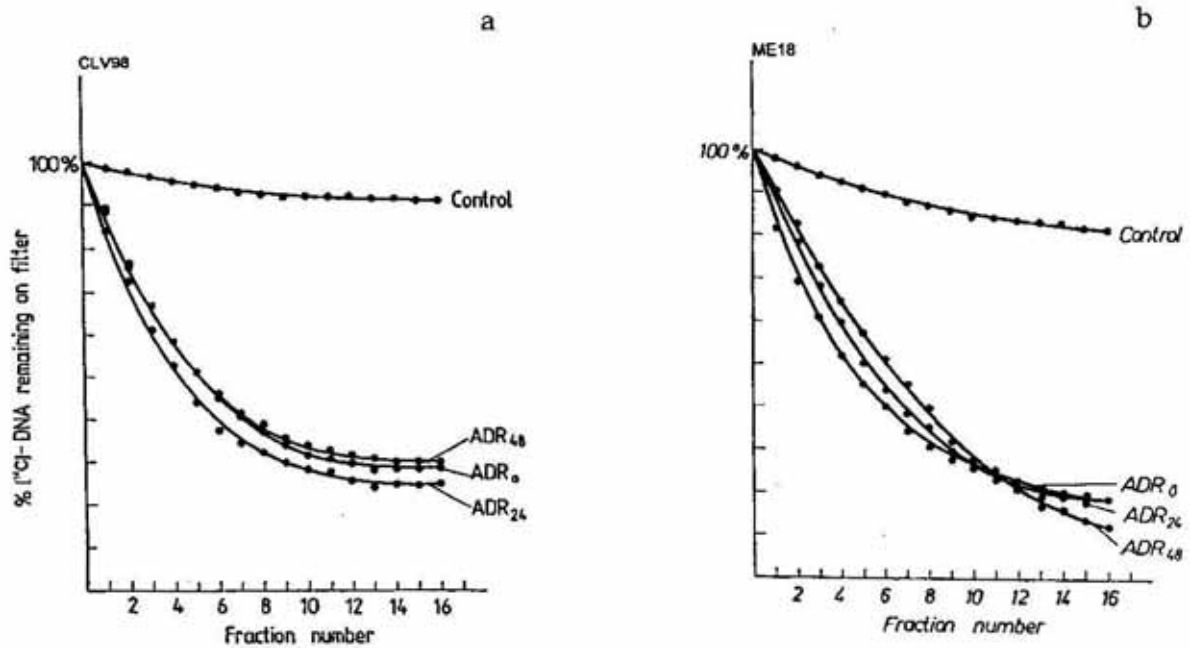 a
CLV98
100%
Control
ADR48
ADR0
ADR24
% [14C]-DNA remaining on filter
2 4 6 8 10 12 14 16
Fraction number
b
ME18
100%
Control
ADR0
ADR24
ADR48
2 4 6 8 10 12 14 16
Fraction number